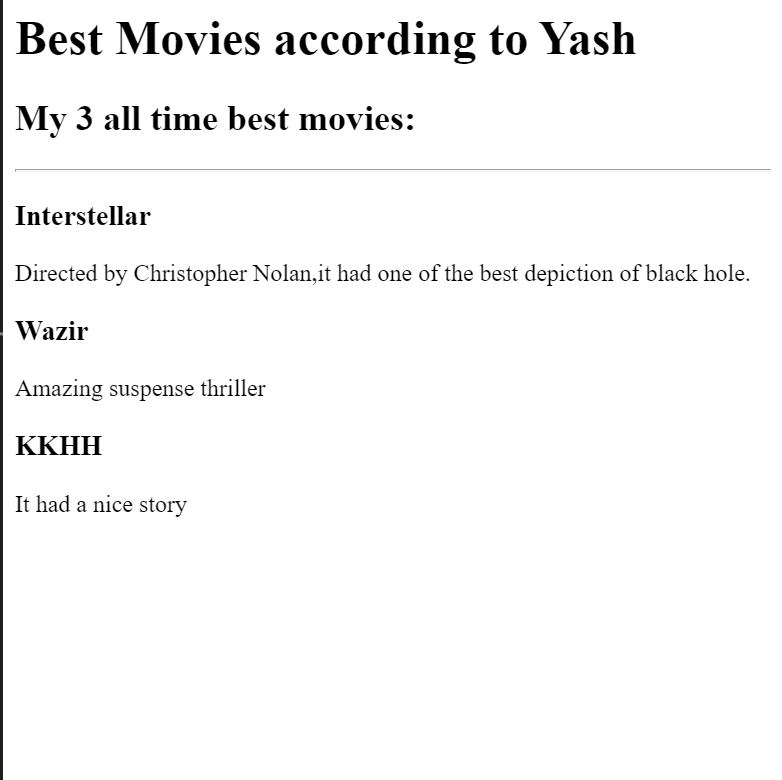 Best Movies according to Yash
My 3 all time best movies:
Interstellar
Directed by Christopher Nolan,it had one of the best depiction of black hole.
Wazir
Amazing suspense thriller
KKHH
It had a nice story